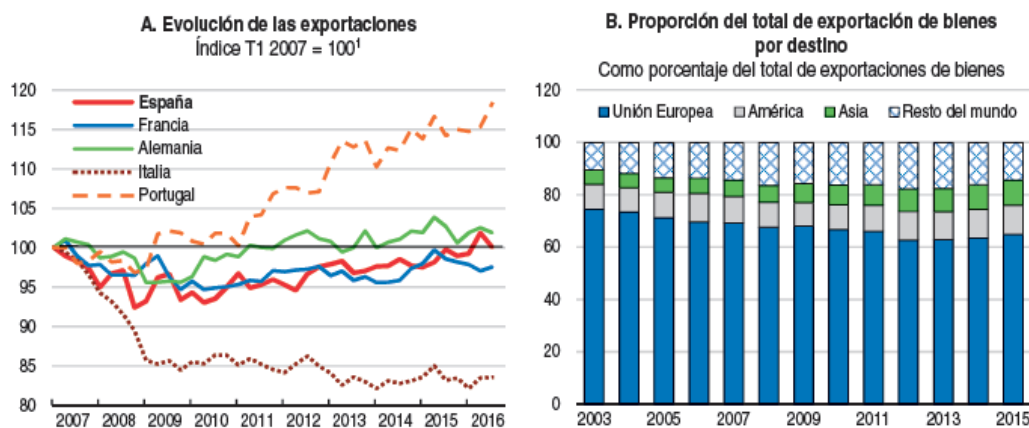 A. Evolución de las exportaciones
Índice T1 2007 = 100¹
120
115
110
105
100
95
90
85
80
España
Francia
Alemania
Italia
Portugal
2007 2008 2009 2010 2011 2012 2013 2014 2015 2016
B. Proporción del total de exportación de bienes
por destino
Como porcentaje del total de exportaciones de bienes
120
100
80
60
40
20
0
Unión Europea América Asia Resto del mundo
2003 2005 2007 2009 2011 2013 2015